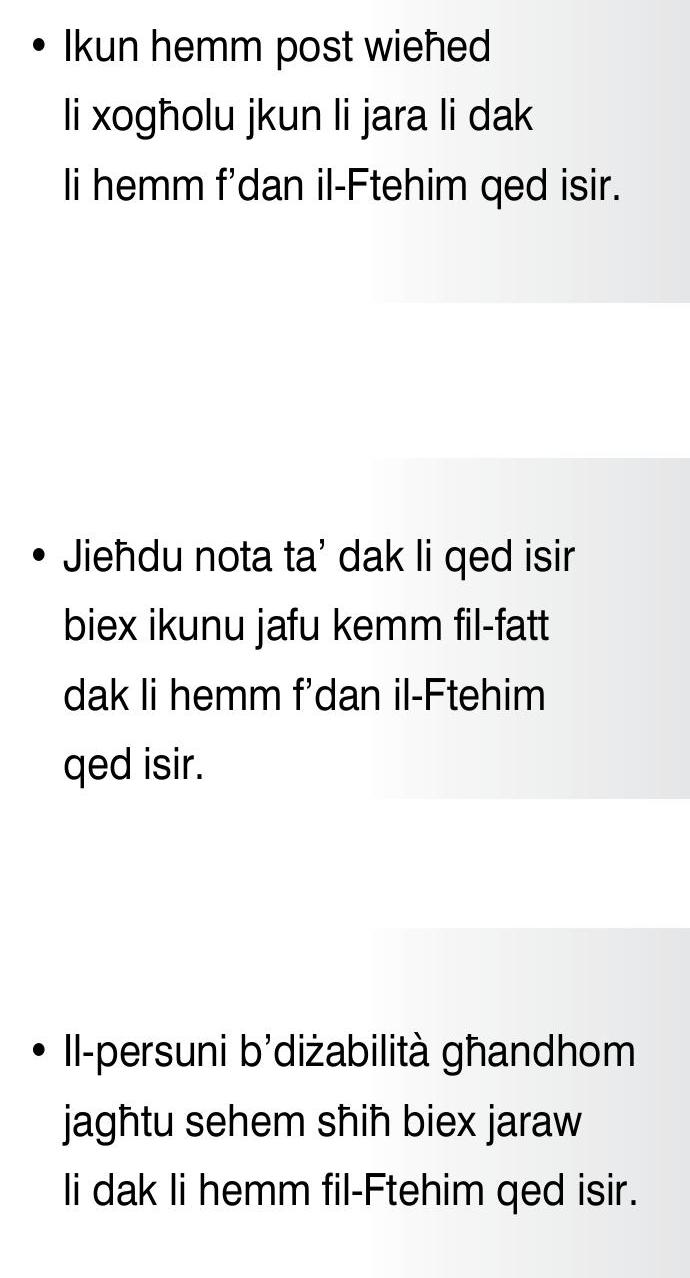 • Ikun hemm post wieħed
li xogħolu jkun li jara li dak
li hemm f’dan il-Ftehim qed isir.
• Jieħdu nota ta’ dak li qed isir
biex ikunu jafu kemm fil-fatt
dak li hemm f’dan il-Ftehim
qed isir.
• Il-persuni b’diżabilità għandhom
jagħtu sehem sħiħ biex jaraw
li dak li hemm fil-Ftehim qed isir.